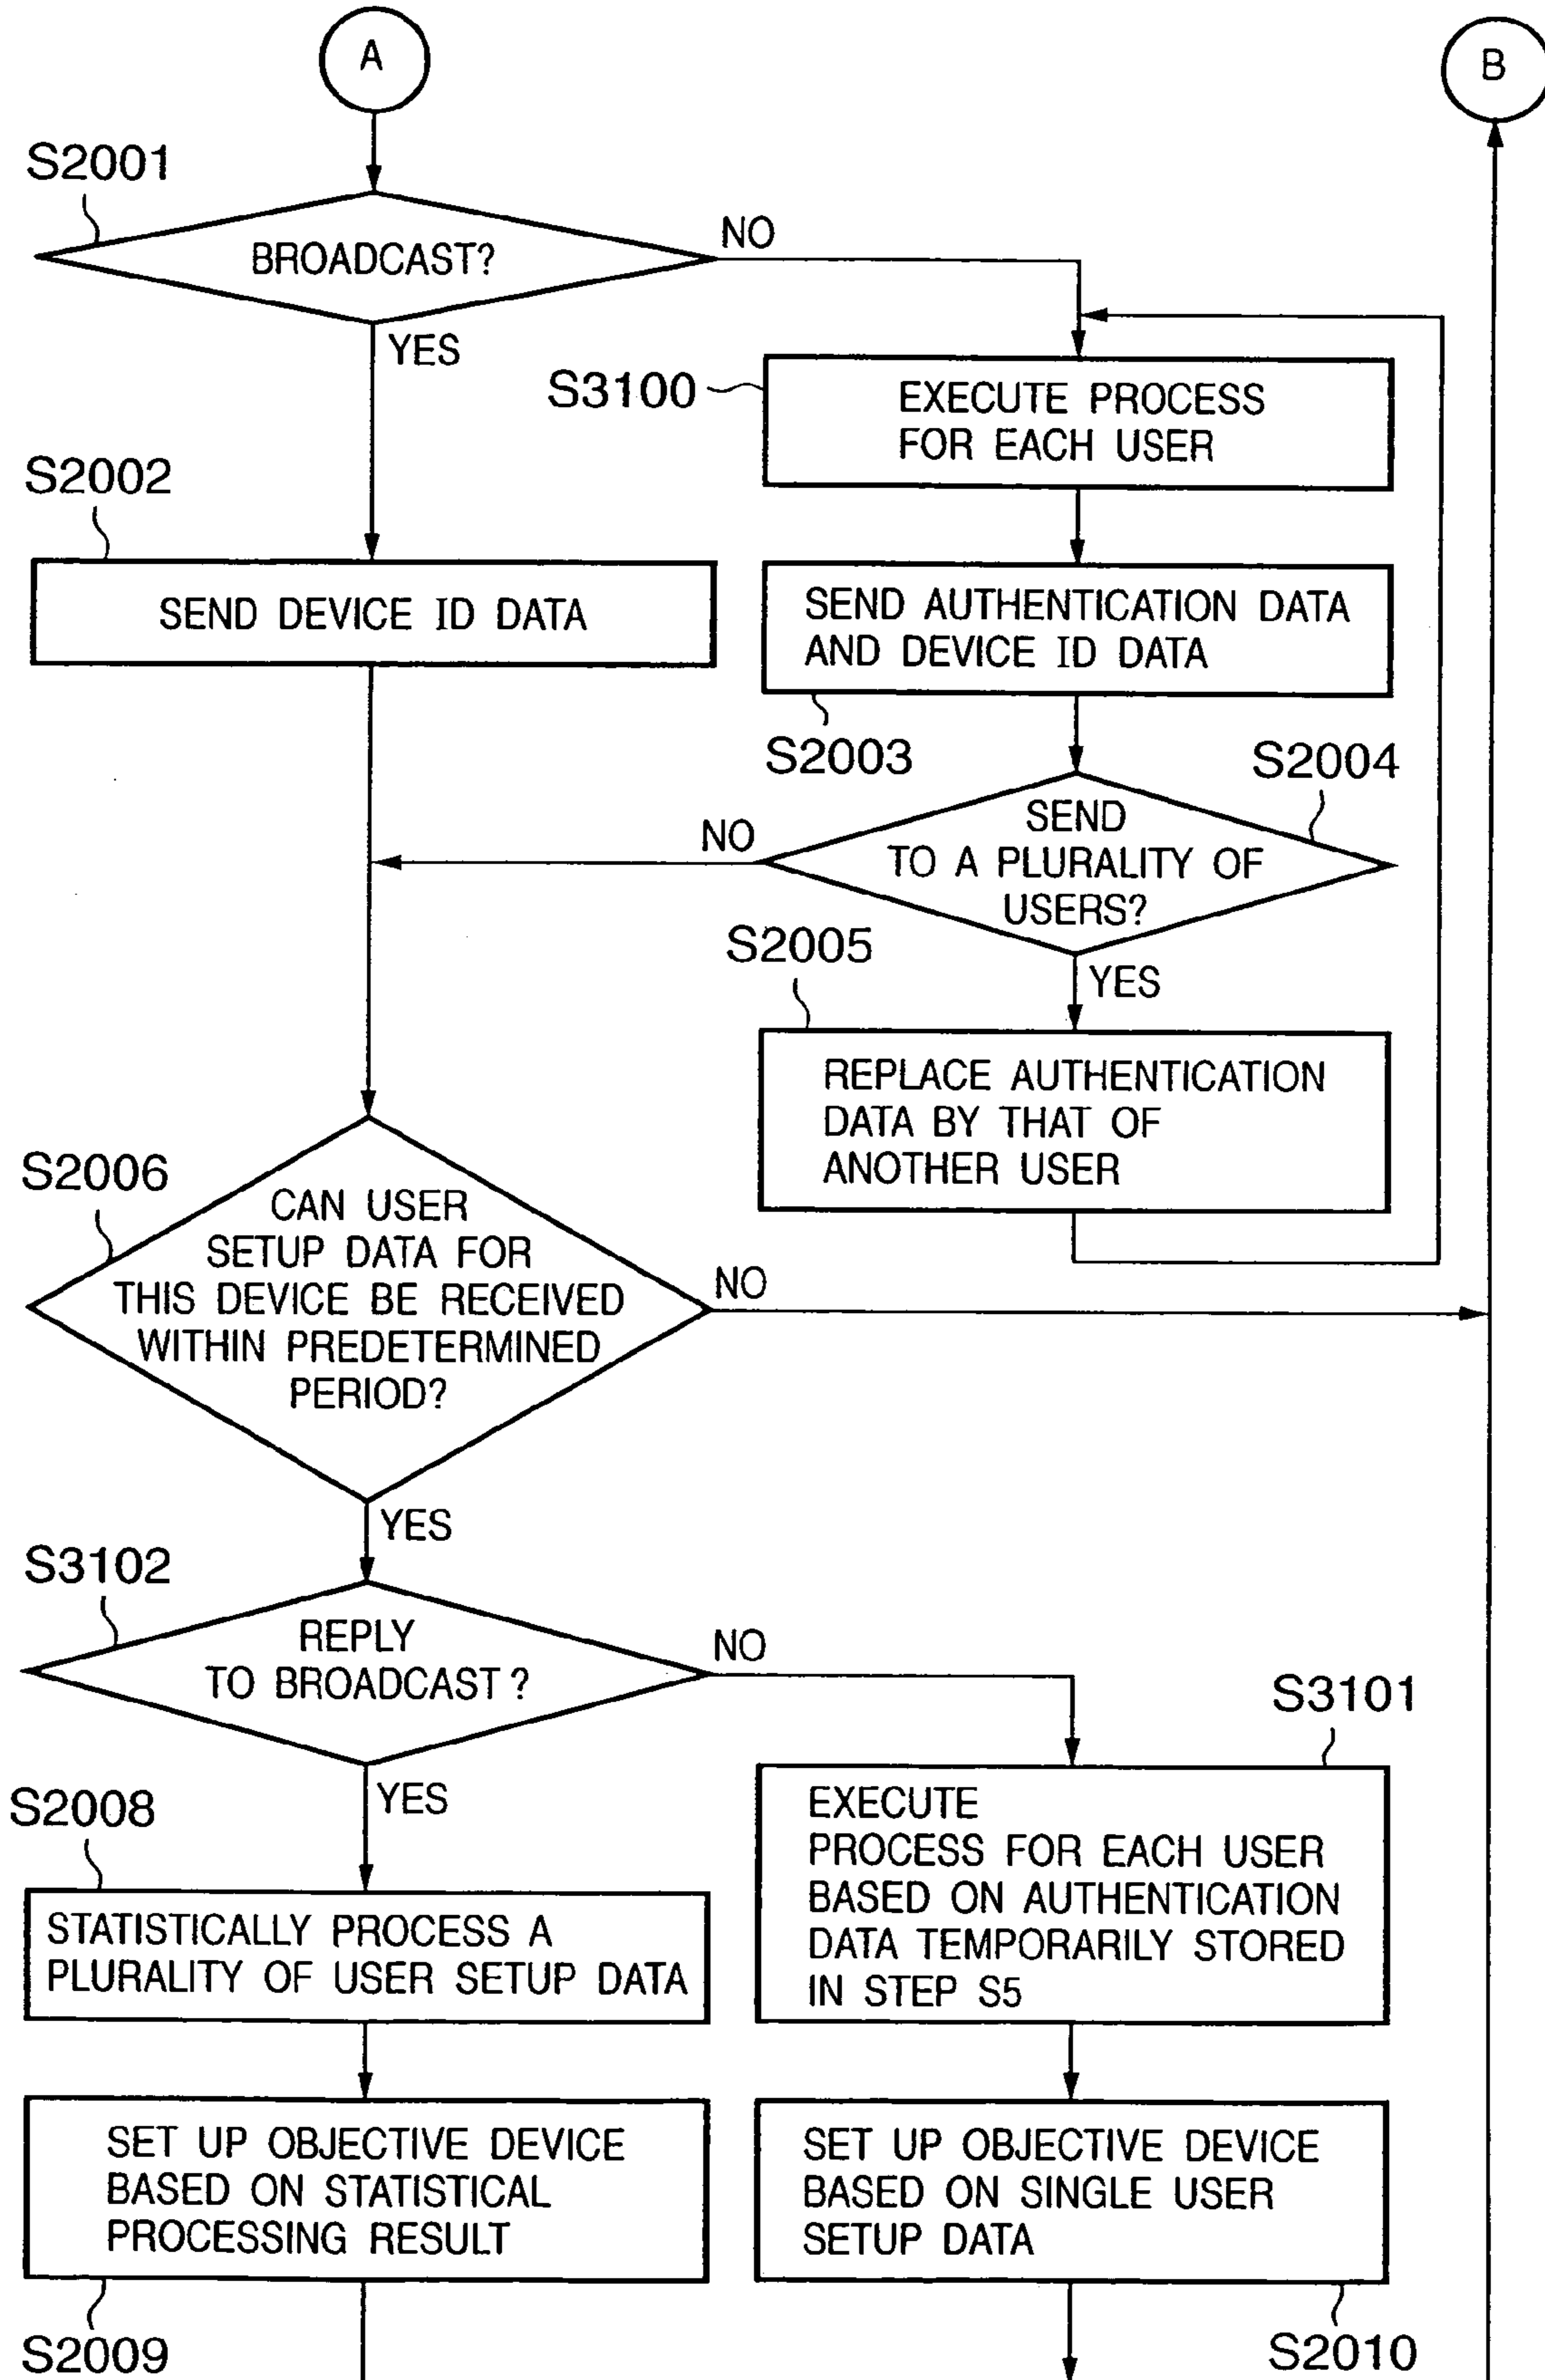 A
B
S2001
BROADCAST?
NO
YES
S3100
EXECUTE PROCESS
FOR EACH USER
S2002
SEND DEVICE ID DATA
SEND AUTHENTICATION DATA
AND DEVICE ID DATA
S2003
S2004
SEND
TO A PLURALITY OF
USERS?
NO
YES
S2005
REPLACE AUTHENTICATION
DATA BY THAT OF
ANOTHER USER
S2006
CAN USER
SETUP DATA FOR
THIS DEVICE BE RECEIVED
WITHIN PREDETERMINED
PERIOD?
NO
YES
S3102
REPLY
TO BROADCAST?
NO
YES
S3101
EXECUTE
PROCESS FOR EACH USER
BASED ON AUTHENTICATION
DATA TEMPORARILY STORED
IN STEP S5
S2008
STATISTICALLY PROCESS A
PLURALITY OF USER SETUP DATA
SET UP OBJECTIVE DEVICE
BASED ON STATISTICAL
PROCESSING RESULT
S2009
SET UP OBJECTIVE DEVICE
BASED ON SINGLE USER
SETUP DATA
S2010